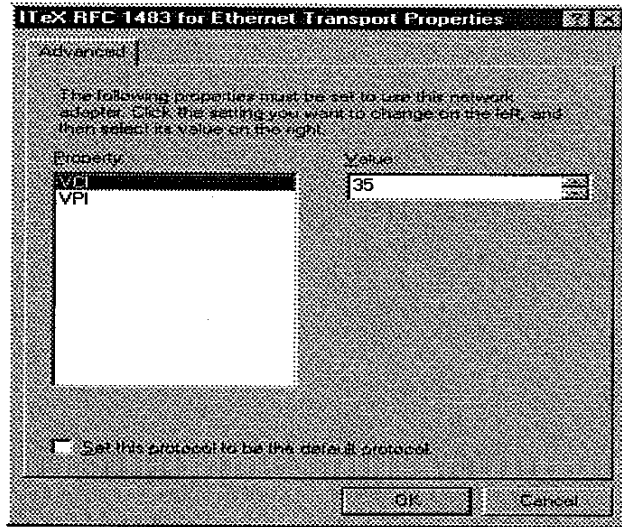 ITeX RFC 1483 for Ethernet Transport Properties
Advanced
The following properties must be set to use this network
adapter. Click the setting you want to change on the left, and
then select its value on the right.
Property: Value:
VCI 35
VPI
Set this protocol to be the default protocol
OK Cancel